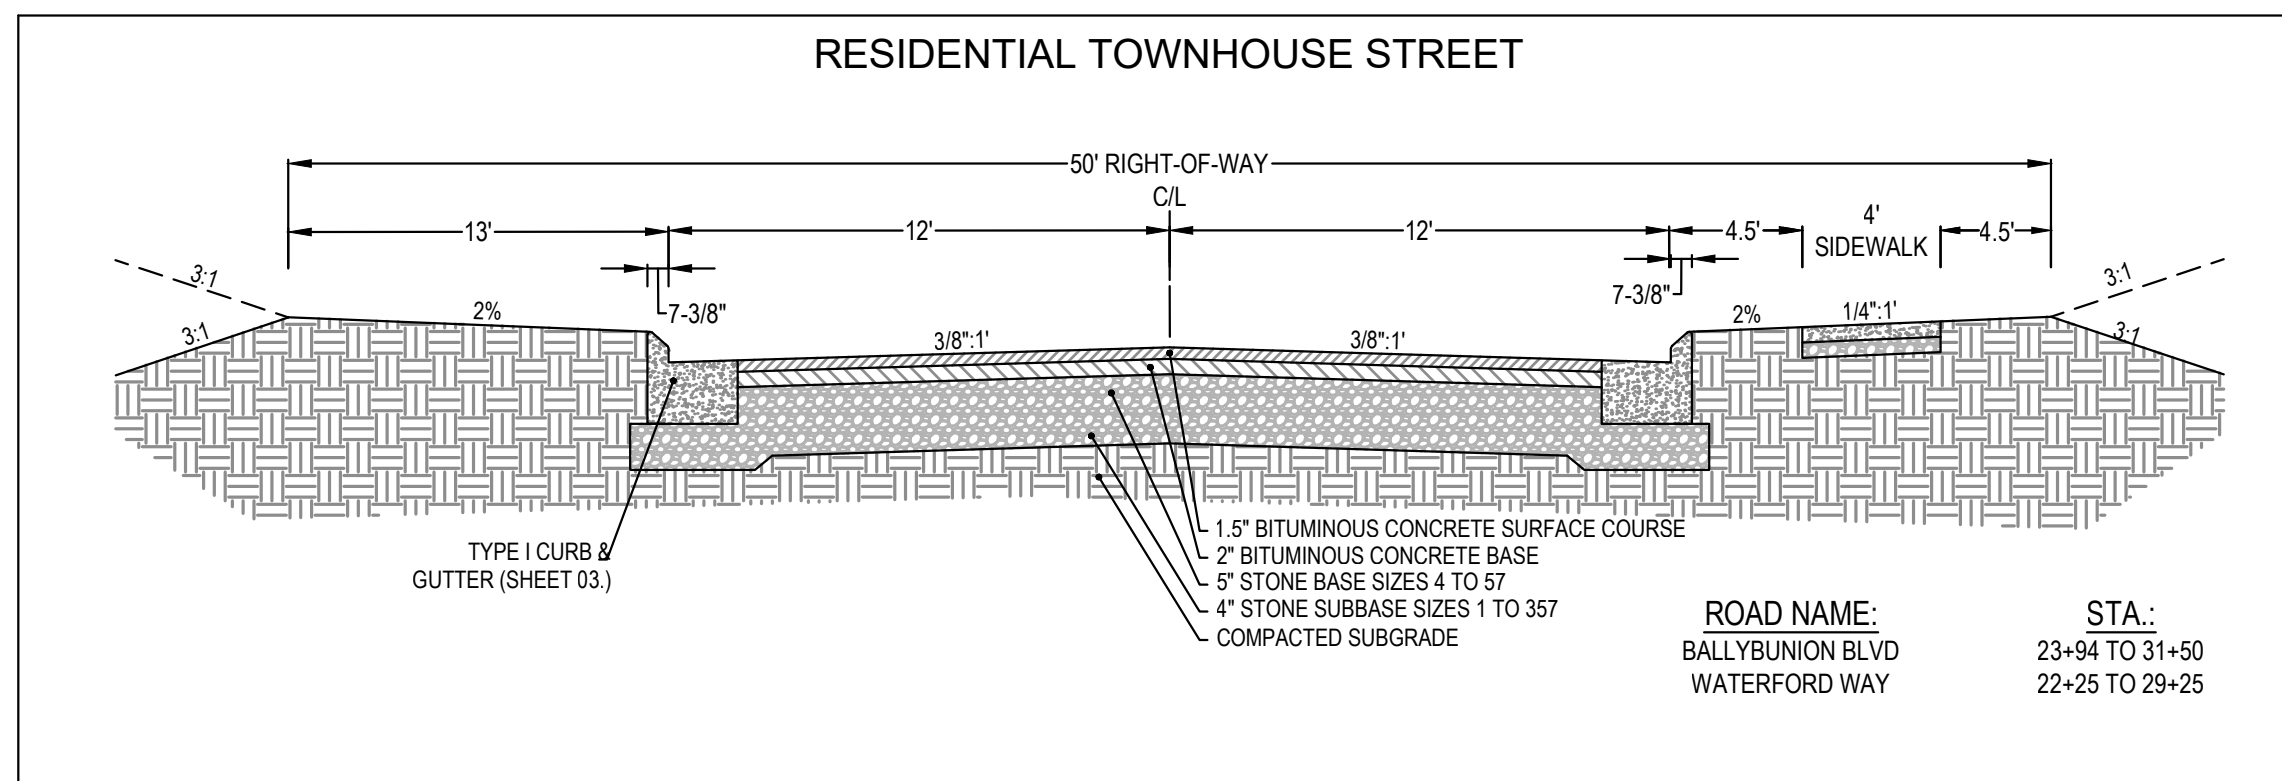 RESIDENTIAL TOWNHOUSE STREET
50' RIGHT-OF-WAY
C/L
13'
12'
12'
4.5'
4'
SIDEWALK
4.5'
3:1
3:1
7-3/8"
7-3/8"
3:1
2%
3/8":1'
3/8":1'
2%
1/4":1'
3:1
TYPE I CURB &
GUTTER (SHEET 03.)
1.5" BITUMINOUS CONCRETE SURFACE COURSE
2" BITUMINOUS CONCRETE BASE
5" STONE BASE SIZES 4 TO 57
4" STONE SUBBASE SIZES 1 TO 357
COMPACTED SUBGRADE
ROAD NAME: STA.:
BALLYBUNION BLVD 23+94 TO 31+50
WATERFORD WAY 22+25 TO 29+25